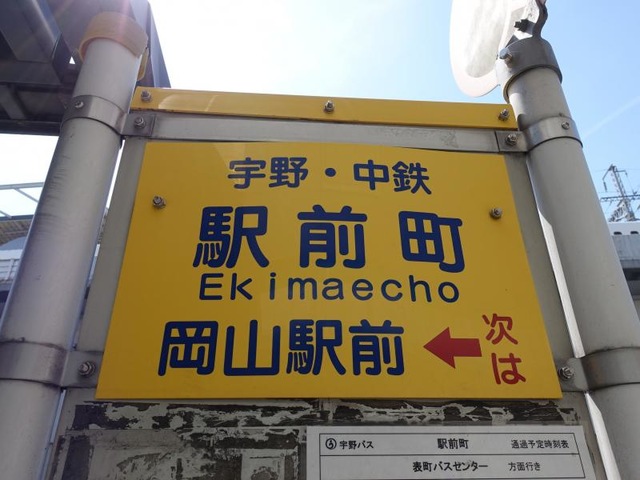 宇野・中鉄
駅前町
Ekimaecho
岡山駅前 ← 次は
⑤ 宇野バス 駅前町 通過予定時刻表
表町バスセンター 方面行き